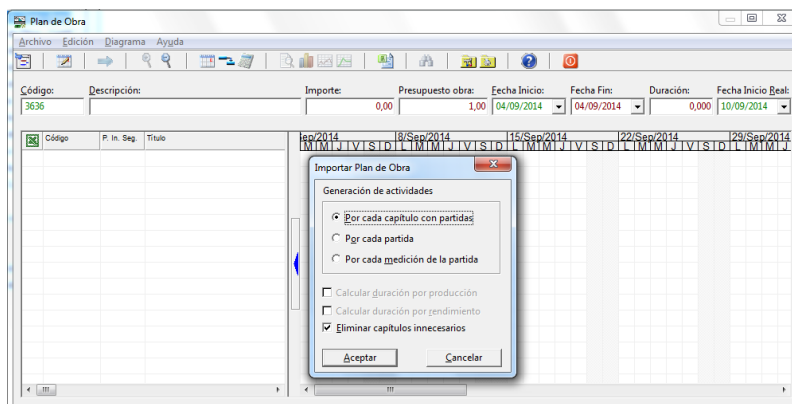 Plan de Obra
Archivo Edición Diagrama Ayuda
Código: Descripción: Importe: Presupuesto obra: Fecha Inicio: Fecha Fin: Duración: Fecha Inicio Real:
3636 0,00 1,00 04/09/2014 04/09/2014 0,000 10/09/2014
Código P. In. Seg. Título
ep/2014 8/Sep/2014 15/Sep/2014 22/Sep/2014 29/Sep/2014
M M J V S D L M M J V S D L M M J V S D L M M J V S D L M M J
Importar Plan de Obra
Generación de actividades
Por cada capítulo con partidas
Por cada partida
Por cada medición de la partida
Calcular duración por producción
Calcular duración por rendimiento
Eliminar capítulos innecesarios
Aceptar Cancelar